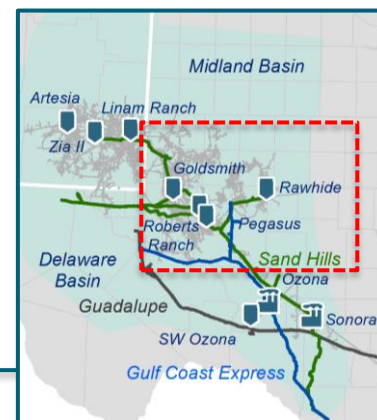 Midland Basin
Artesia
Linam Ranch
Zia II
Goldsmith
Rawhide
Roberts
Ranch
Pegasus
Delaware
Basin
Sand Hills
Ozona
Guadalupe
Sonora
SW Ozona
Gulf Coast Express